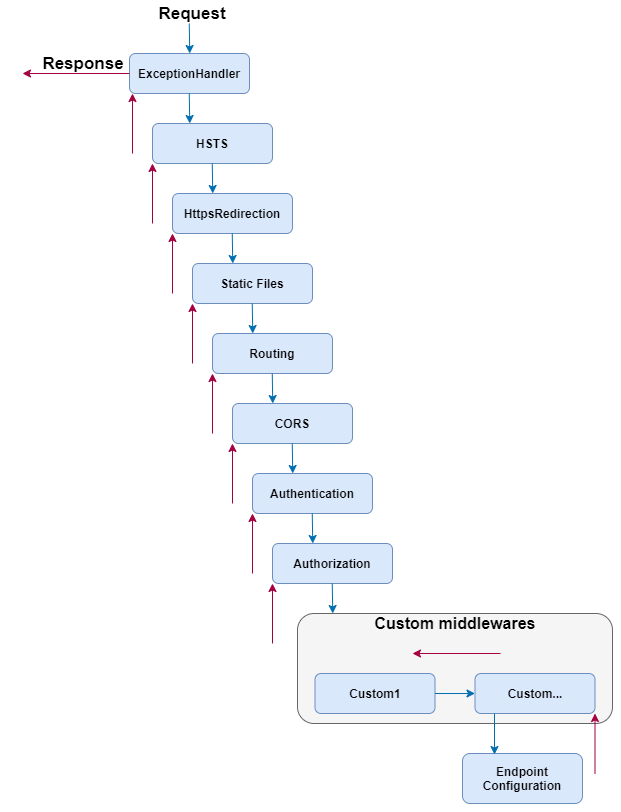 Request
Response
ExceptionHandler
HSTS
HttpsRedirection
Static Files
Routing
CORS
Authentication
Authorization
Custom middlewares
Custom1
Custom...
Endpoint
Configuration